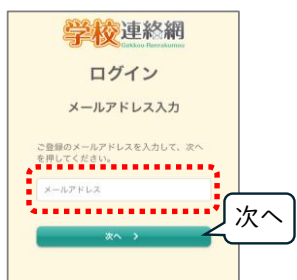 学校連絡網
Gakkou-Renrakumou
ログイン
メールアドレス入力
ご登録のメールアドレスを入力して、次へ
を押してください。
メールアドレス
次へ
次へ